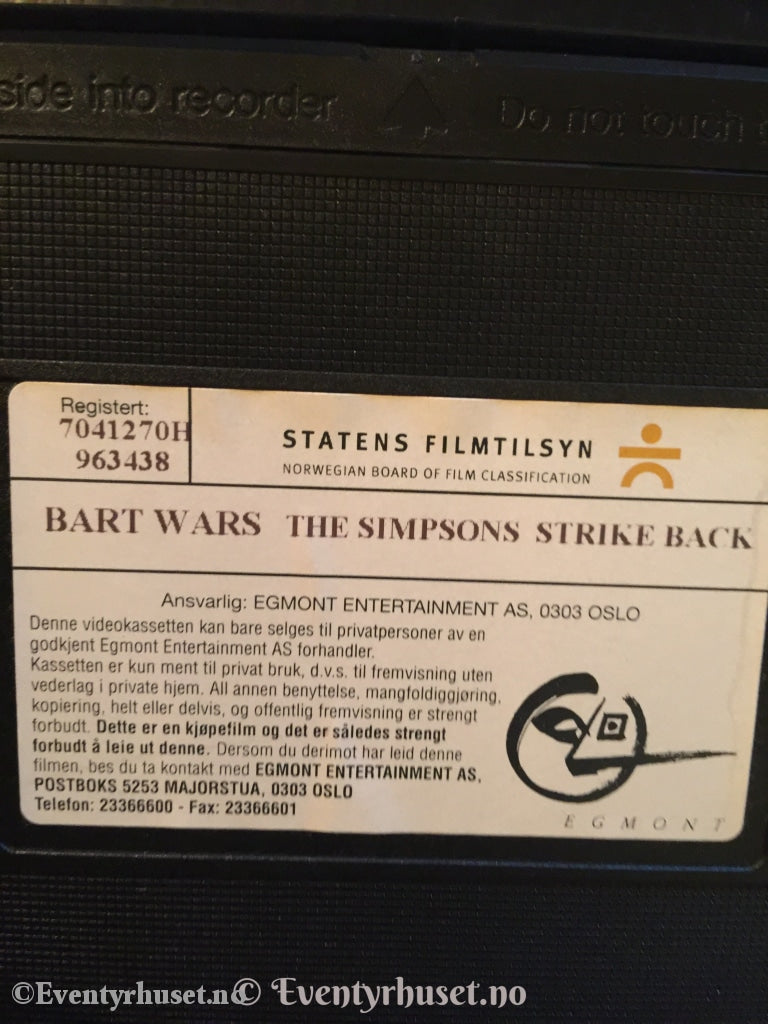 side into recorder
Do not touch
Registert:
7041270H
963438
STATENS FILMTILSYN
NORWEGIAN BOARD OF FILM CLASSIFICATION
BART WARS THE SIMPSONS STRIKE BACK
Ansvarlig: EGMONT ENTERTAINMENT AS, 0303 OSLO
Denne videokassetten kan bare selges til privatpersoner av en
godkjent Egmont Entertainment AS forhandler.
Kassetten er kun ment til privat bruk, d.v.s. til fremvisning uten
vederlag i private hjem. All annen benyttelse, mangfoldiggjøring,
kopiering, helt eller delvis, og offentlig fremvisning er strengt
forbudt. Dette er en kjøpefilm og det er således strengt
forbudt å leie ut denne. Dersom du derimot har leid denne
filmen, bes du ta kontakt med EGMONT ENTERTAINMENT AS,
POSTBOKS 5253 MAJORSTUA, 0303 OSLO
Telefon: 23366600 - Fax: 23366601
EGMONT
©Eventyrhuset.no
© Eventyrhuset.no